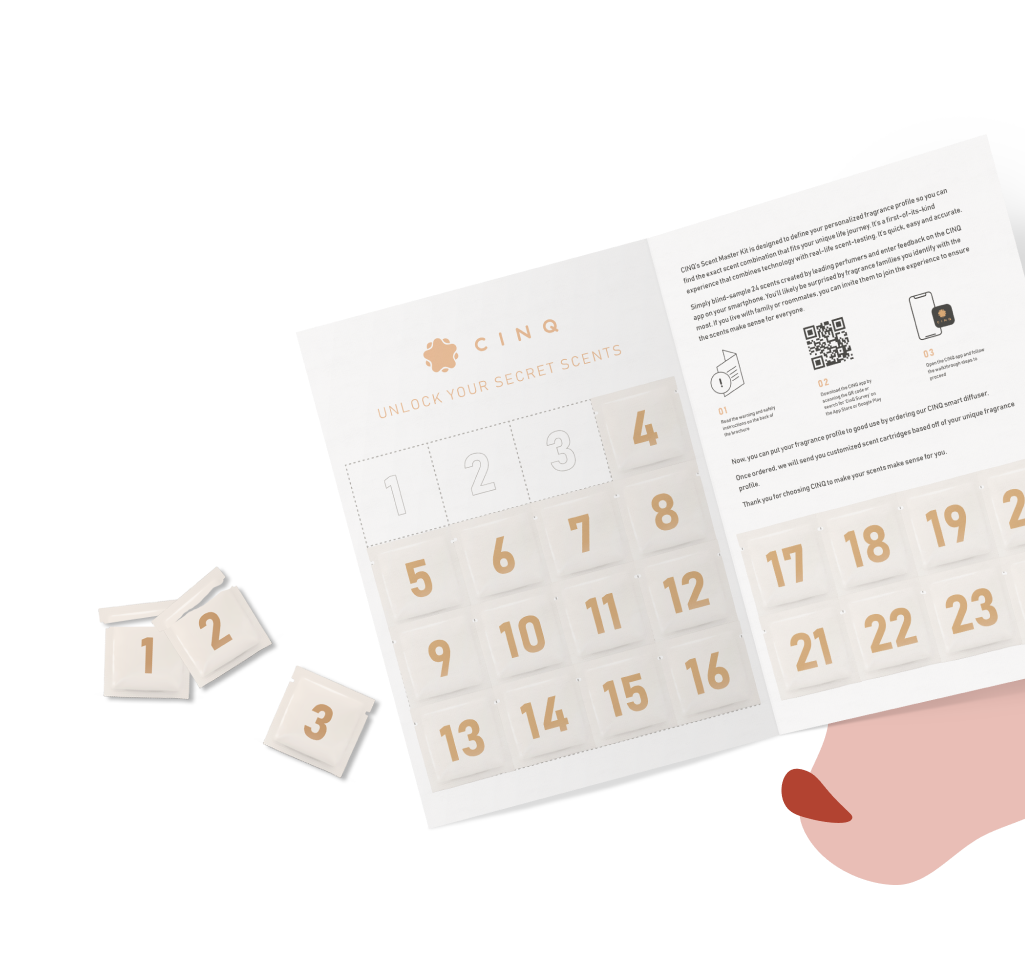 CINQ
UNLOCK YOUR SECRET SCENTS
1
2
3
4
5
6
7
8
9
10
11
12
13
14
15
16
CINQ's Scent Master Kit is designed to define your personalized fragrance profile so you can
find the exact scent combination that fits your unique life journey. It's a first-of-its-kind
experience that combines technology with real-life scent-testing. It's quick, easy and accurate.
Simply blind-sample 24 scents created by leading perfumers and enter feedback on the CINQ
app on your smartphone. You'll likely be surprised by fragrance families you identify with the
most. If you live with family or roommates, you can invite them to join the experience to ensure
the scents make sense for everyone.
01
Read the warning and safety
instructions on the back of
the brochure
02
Download the CINQ app by
scanning the QR code or
search for 'CinQ Survey' on
the App Store or Google Play
CINQ
03
Open the CINQ app and follow
the walkthrough steps to
proceed
Now, you can put your fragrance profile to good use by ordering our CINQ smart diffuser.
Once ordered, we will send you customized scent cartridges based off of your unique fragrance
profile.
Thank you for choosing CINQ to make your scents make sense for you.
17
18
19
2
21
22
23
1
2
3